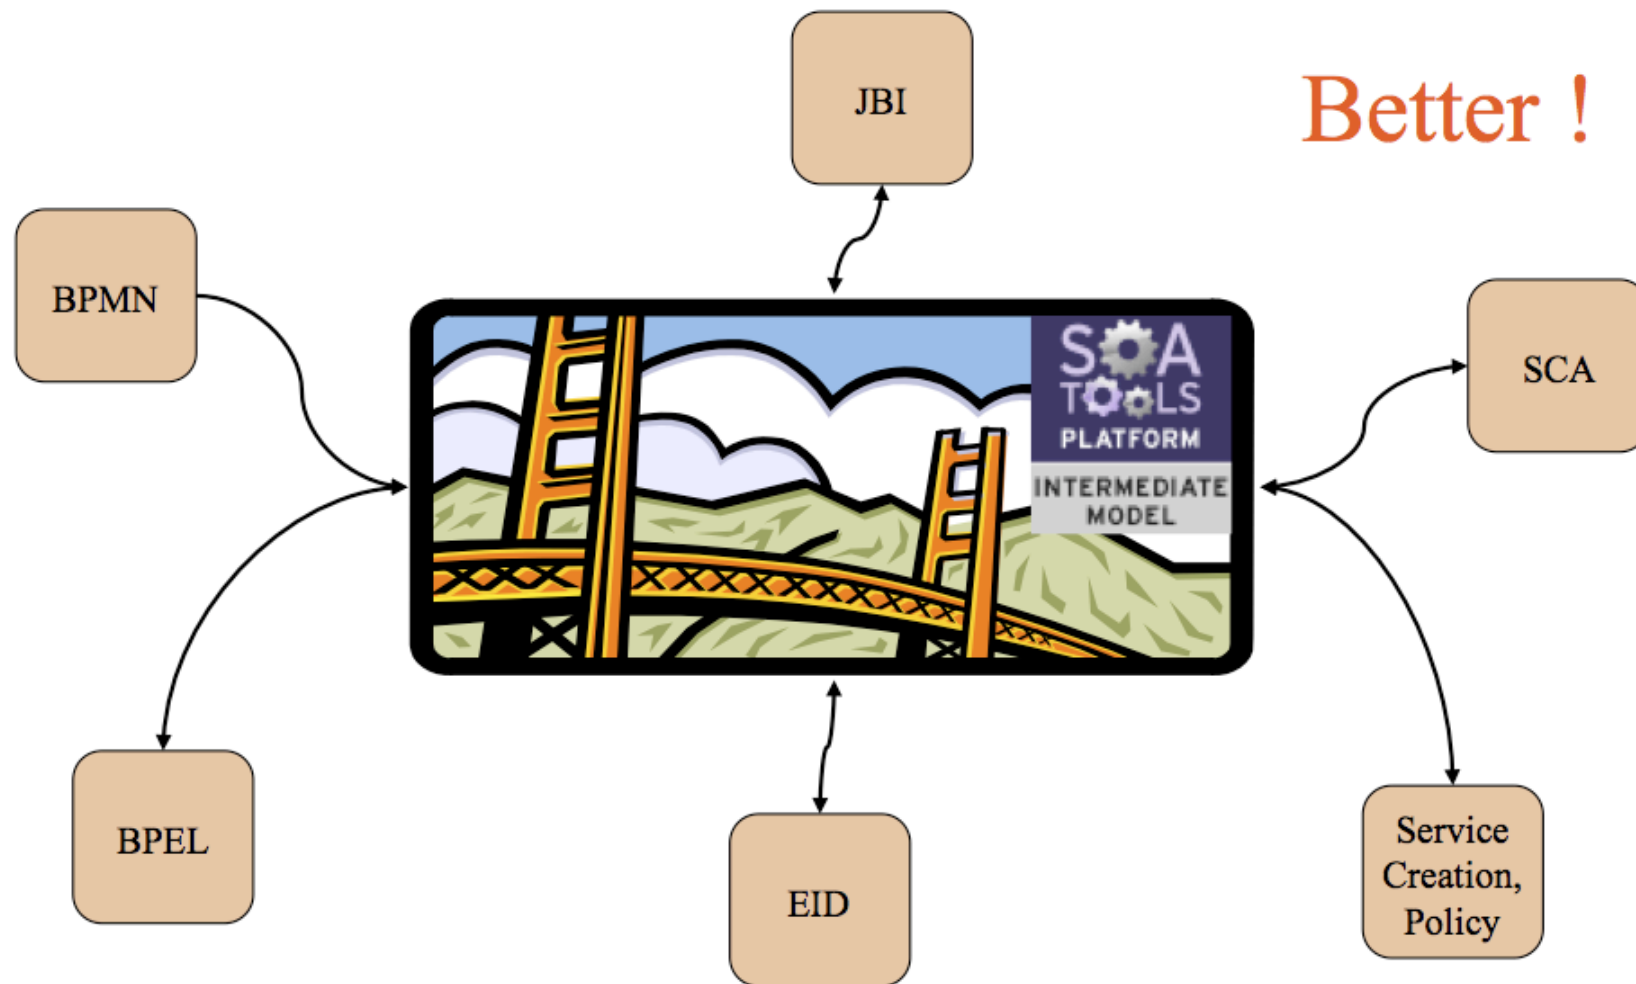 JBI
Better !
BPMN
SCA
SOA
TOOLS
PLATFORM
INTERMEDIATE
MODEL
BPEL
EID
Service
Creation,
Policy